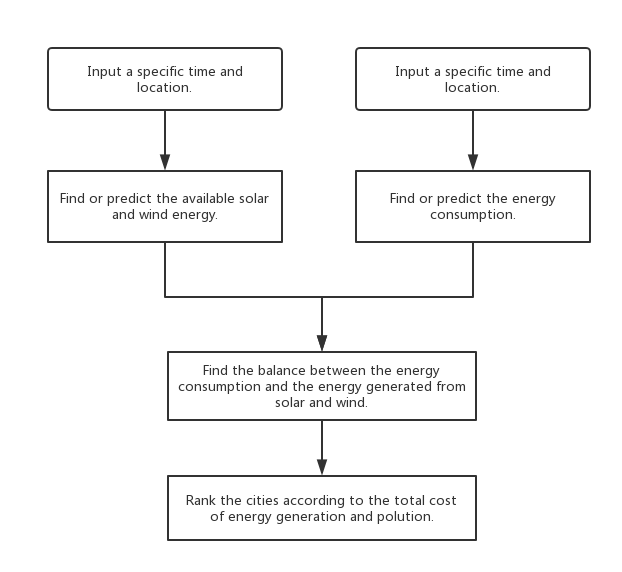 Input a specific time and
location.
Input a specific time and
location.
Find or predict the available solar
and wind energy.
Find or predict the energy
consumption.
Find the balance between the energy
consumption and the energy generated from
solar and wind.
Rank the cities according to the total cost
of energy generation and polution.